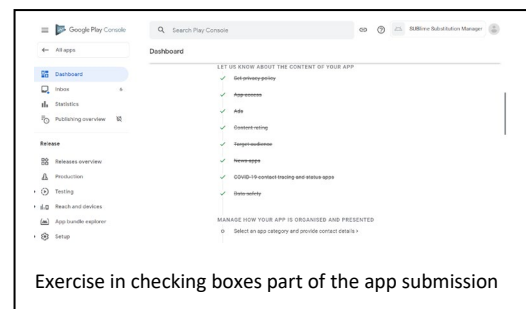 Google Play Console
Search Play Console
SUBtime Substitution Manager
All apps
Dashboard
Dashboard
Inbox
Statistics
Publishing overview
Release
Releases overview
Production
Testing
Reach and devices
App bundle explorer
Setup
LET US KNOW ABOUT THE CONTENT OF YOUR APP
Set privacy policy
App access
Ads
Content rating
Target audience
News apps
COVID-19 contact tracing and status apps
Data safety
MANAGE HOW YOUR APP IS ORGANISED AND PRESENTED
Select an app category and provide contact details >
Exercise in checking boxes part of the app submission